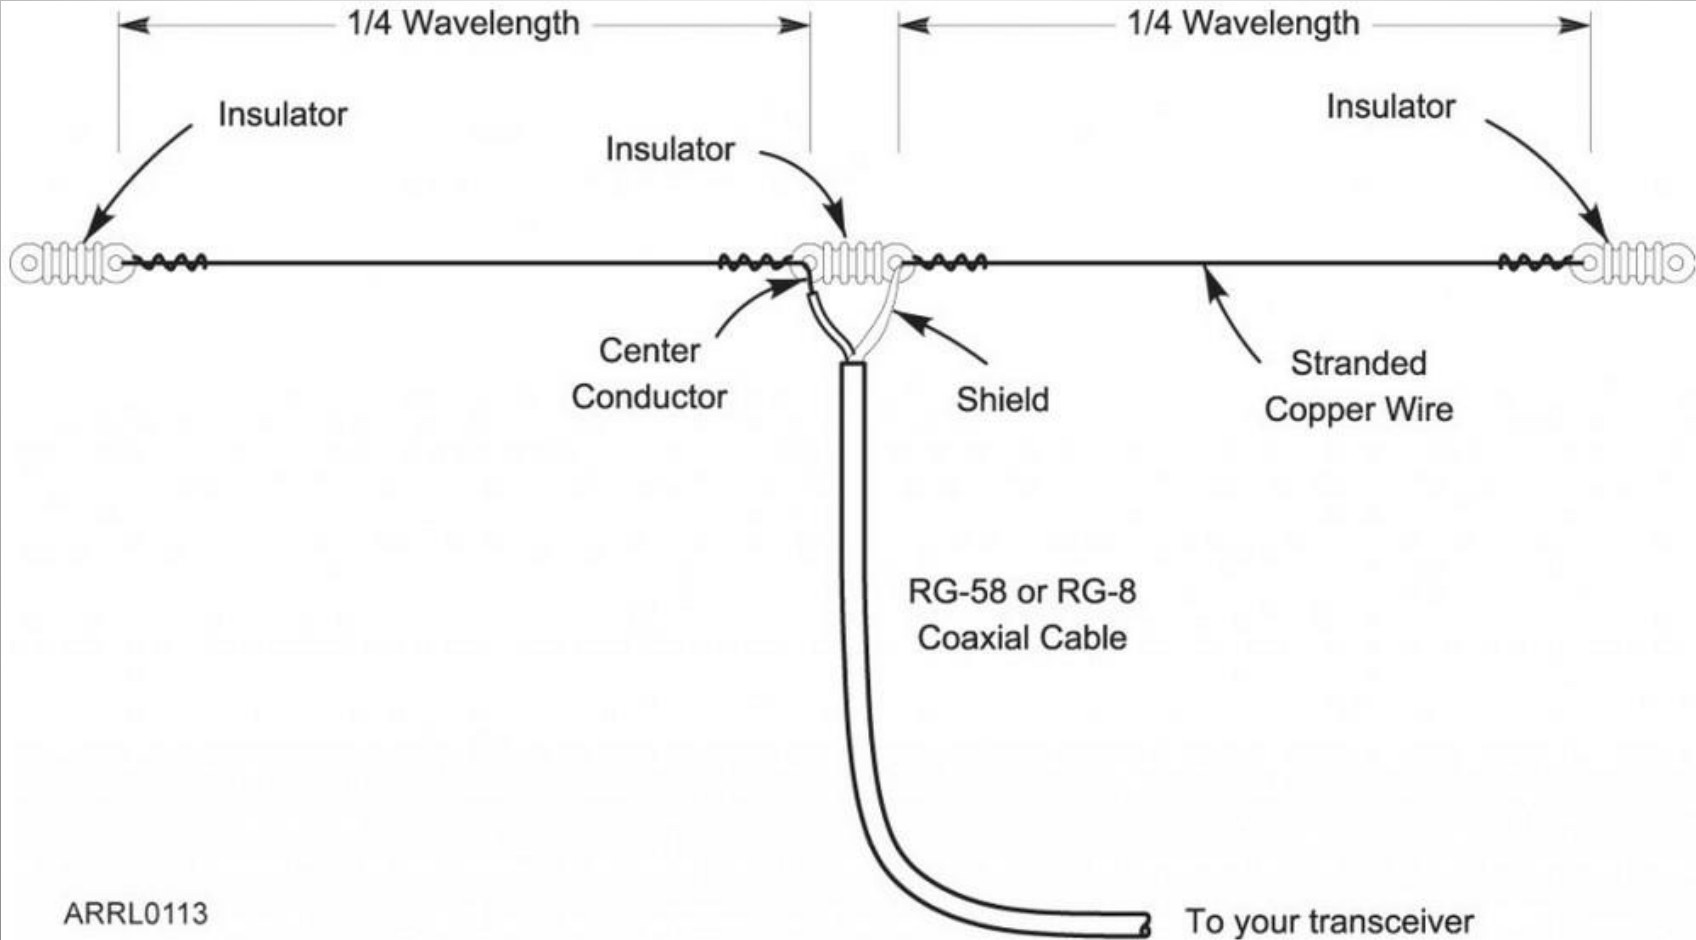 1/4 Wavelength
1/4 Wavelength
Insulator
Insulator
Insulator
Center
Conductor
Shield
Stranded
Copper Wire
RG-58 or RG-8
Coaxial Cable
ARRL0113
To your transceiver